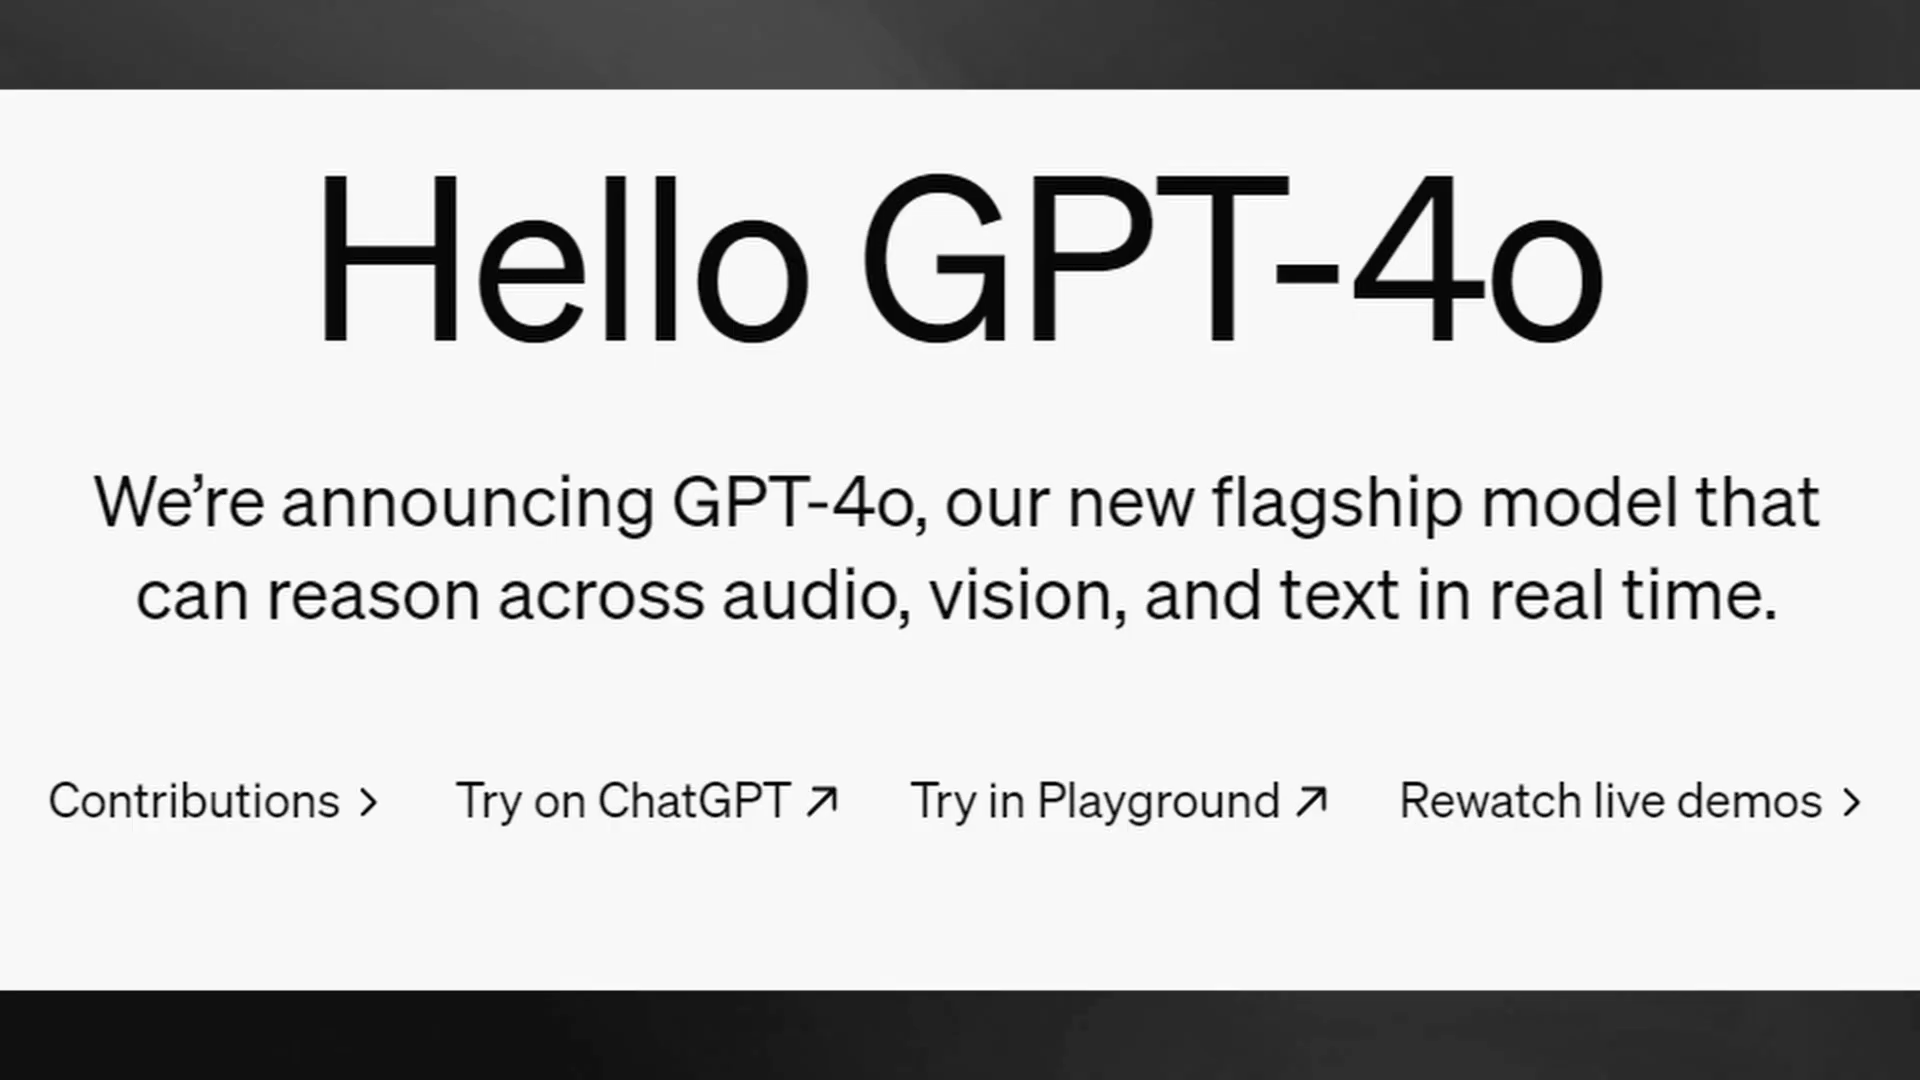 Hello GPT-4o
We’re announcing GPT-4o, our new flagship model that
can reason across audio, vision, and text in real time.
Contributions > Try on ChatGPT ↗ Try in Playground ↗ Rewatch live demos >